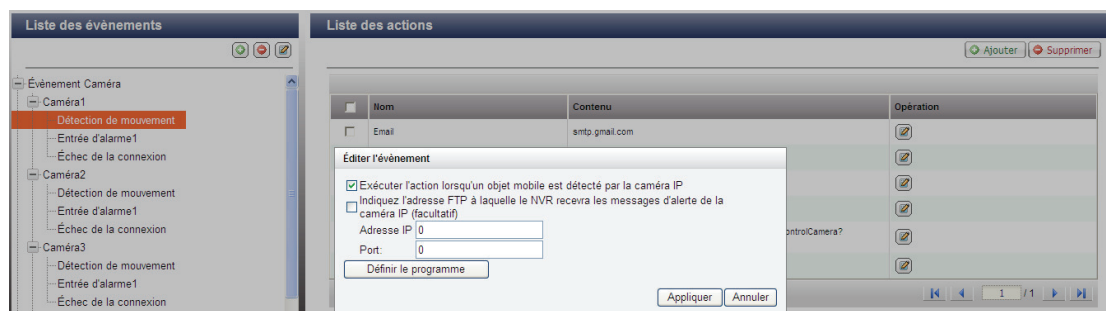 Liste des évènements
Liste des actions
Ajouter
Supprimer
Évènement Caméra
Caméra1
Détection de mouvement
Entrée d'alarme1
Échec de la connexion
Caméra2
Détection de mouvement
Entrée d'alarme1
Échec de la connexion
Caméra3
Détection de mouvement
Entrée d'alarme1
Échec de la connexion
Nom
Contenu
Opération
Email
smtp.gmail.com
ontrolCamera?
1 /1
Éditer l'évènement
Exécuter l'action lorsqu'un objet mobile est détecté par la caméra IP
Indiquez l'adresse FTP à laquelle le NVR recevra les messages d'alerte de la
caméra IP (facultatif)
Adresse IP 0
Port: 0
Définir le programme
Appliquer
Annuler